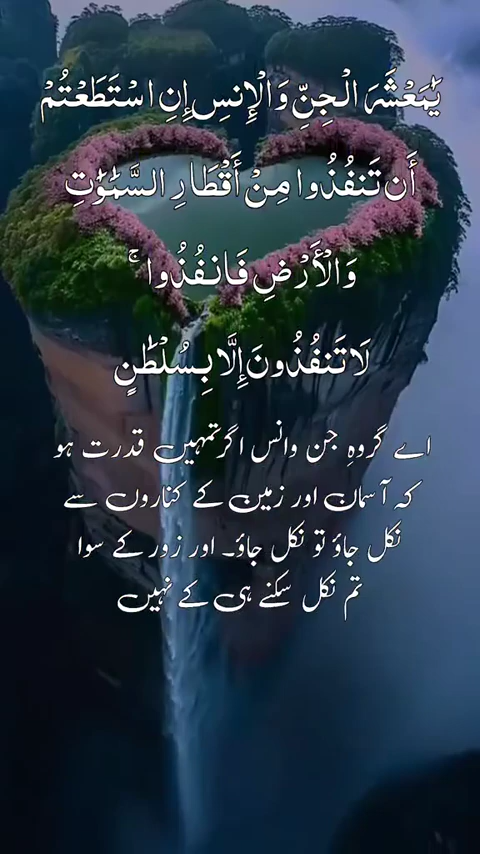 يَٰمَعْشَرَ الْجِنِّ وَالْإِنسِ إِنِ اسْتَطَعْتُمْ
أَن تَنفُذُوا مِنْ أَقْطَارِ السَّمَٰوَٰتِ
وَالْأَرْضِ فَانفُذُوا ۚ
لَا تَنفُذُونَ إِلَّا بِسُلْطَٰنٍ
اے گروہِ جن وانس اگر تمہیں قدرت ہو
کہ آسمان اور زمین کے کناروں سے
نکل جاؤ تو نکل جاؤ۔ اور زور کے سوا
تم نکل سکنے ہی کے نہیں